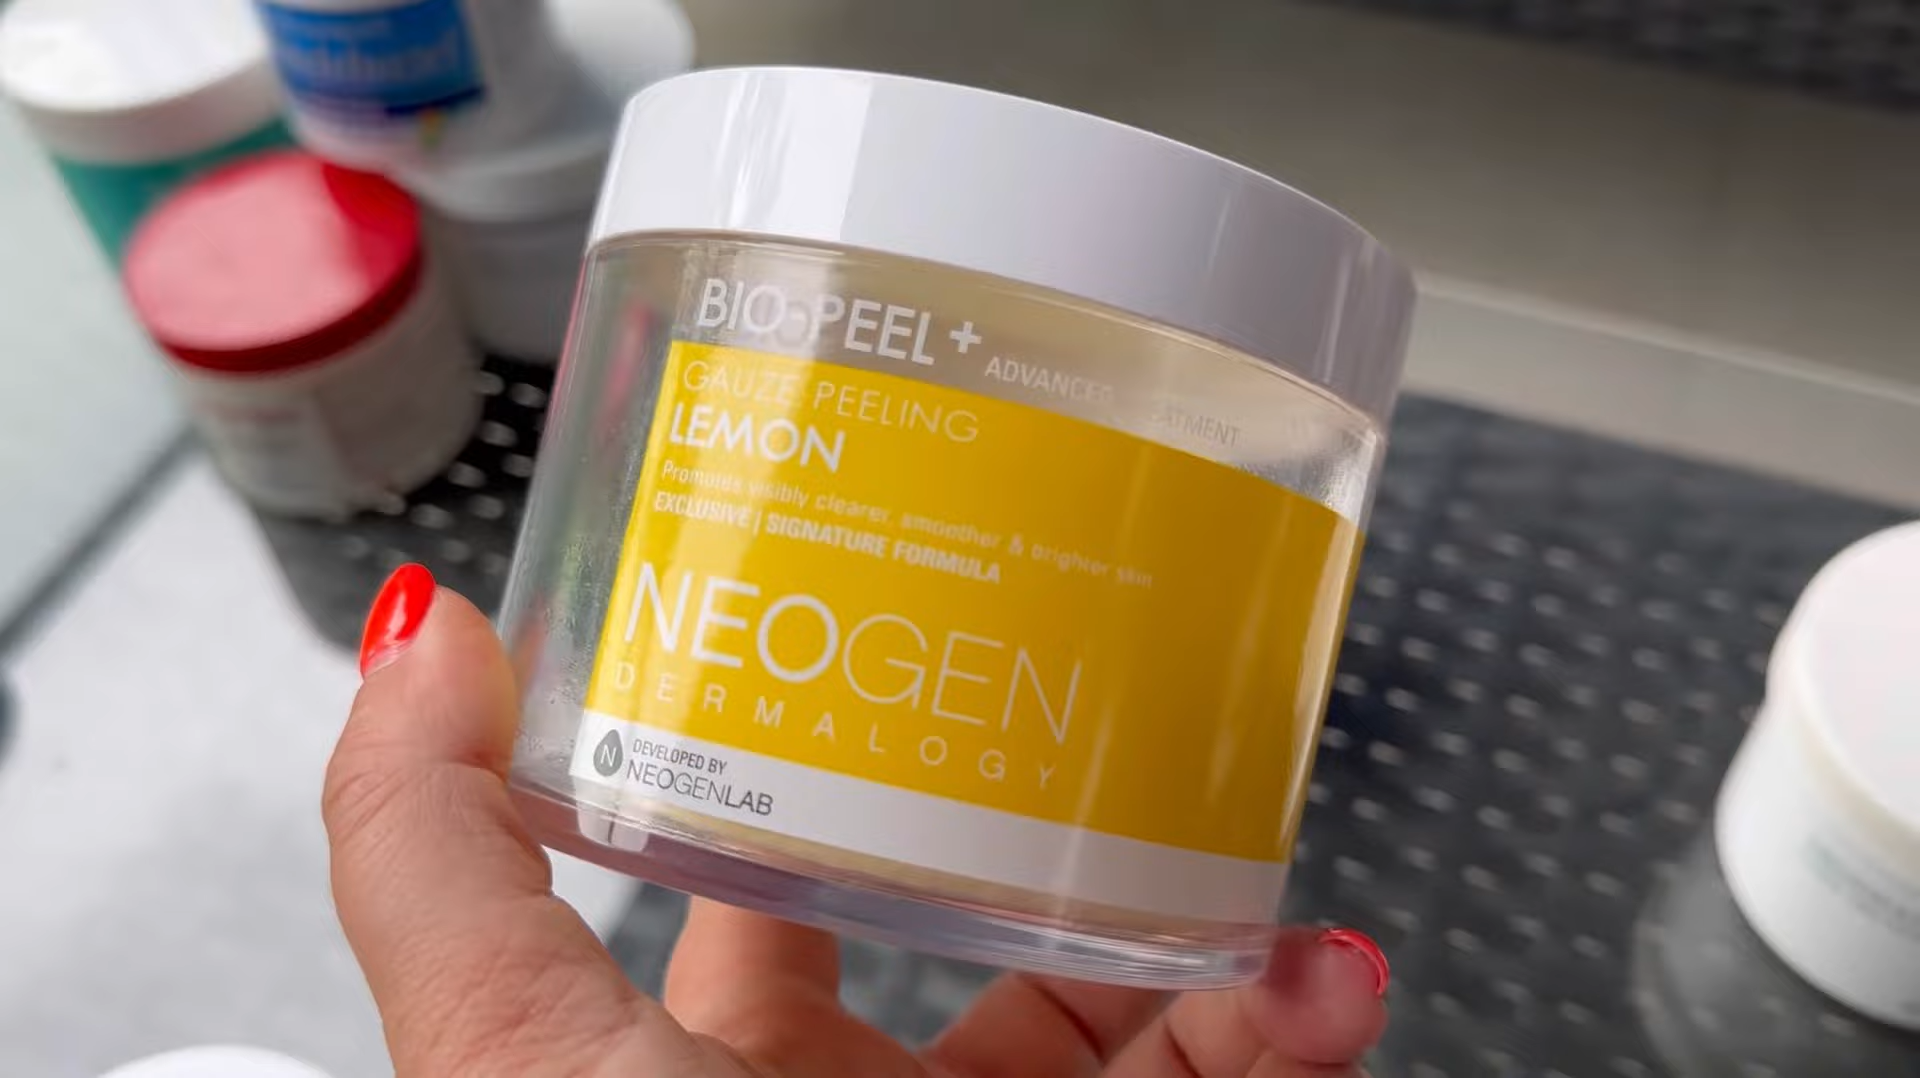 BIO-PEEL+
ADVANCED
GAUZE PEELING
LEMON
Promotes visibly clearer, smoother & brighter skin
EXCLUSIVE | SIGNATURE FORMULA
NEOGEN
DERMALOGY
N
DEVELOPED BY
NEOGENLAB